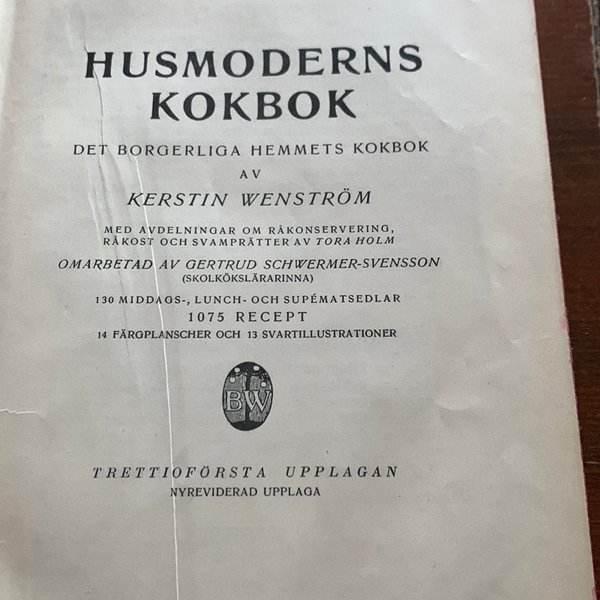 HUSMODERNS
KOKBOK
DET BORGERLIGA HEMMETS KOKBOK
AV
KERSTIN WENSTRÖM
MED AVDELNINGAR OM RÅKONSERVERING,
RÅKOST OCH SVAMPRÄTTER AV TORA HOLM
OMARBETAD AV GERTRUD SCHWERMER-SVENSSON
(SKOLKÖKSLÄRARINNA)
130 MIDDAGS-, LUNCH- OCH SUPÉMATSEDLAR
1075 RECEPT
14 FÄRGPLANSCHER OCH 13 SVARTILLUSTRATIONER
BW
TRETTIOFÖRSTA UPPLAGAN
NYREVIDERAD UPPLAGA